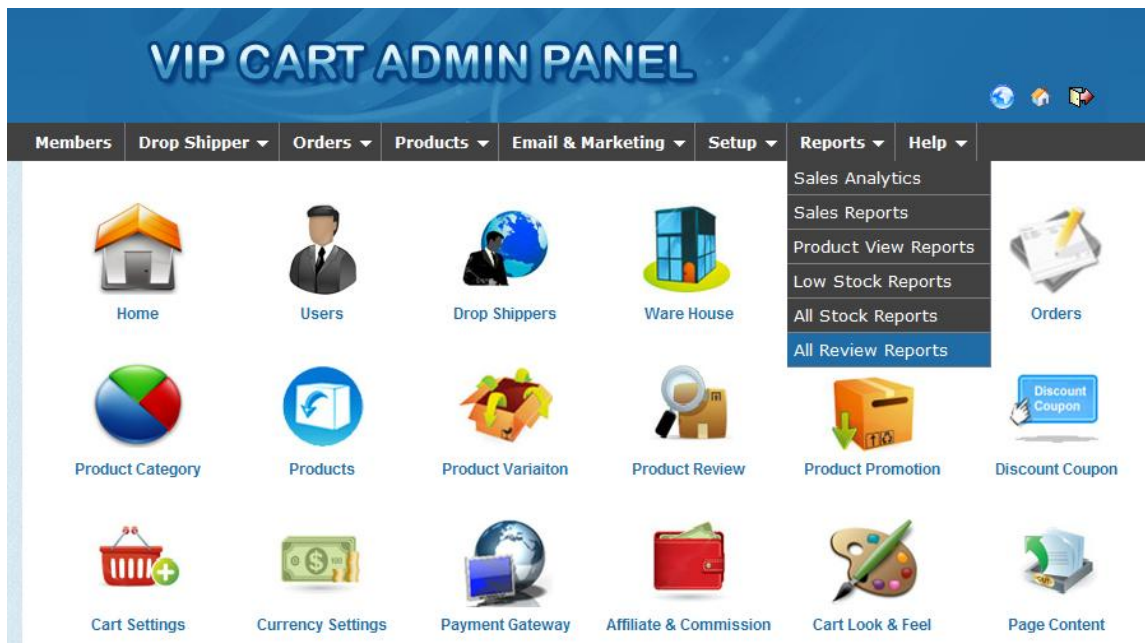 VIP CART ADMIN PANEL
Members Drop Shipper Orders Products Email & Marketing Setup Reports Help
Sales Analytics
Sales Reports
Product View Reports
Low Stock Reports
All Stock Reports
All Review Reports
Home Users Drop Shippers Ware House Orders
Discount
Coupon
Product Category Products Product Variaiton Product Review Product Promotion Discount Coupon
Cart Settings Currency Settings Payment Gateway Affiliate & Commission Cart Look & Feel Page Content